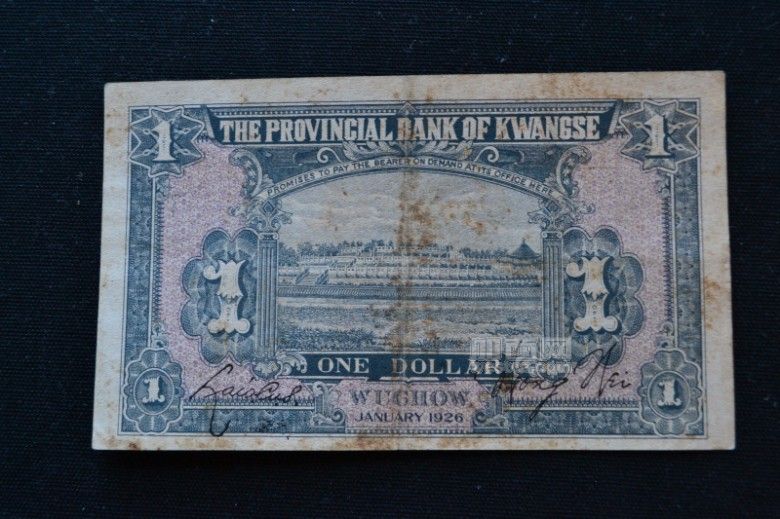 1 THE PROVINCIAL BANK OF KWANGSE 1
PROMISES TO PAY THE BEARER ON DEMAND AT ITS OFFICE HERE
1 1
ONE DOLLAR
1 WUCHOW 1
JANUARY 1926